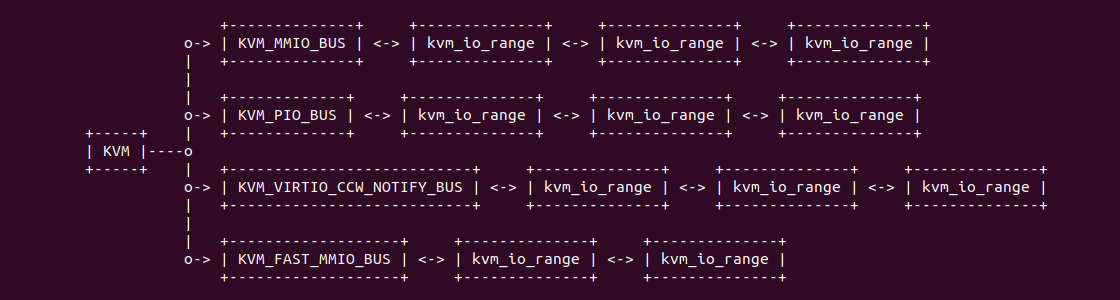 +--------------+     +--------------+     +--------------+     +--------------+
                    o-> | KVM_MMIO_BUS | <-> | kvm_io_range | <-> | kvm_io_range | <-> | kvm_io_range |
                    |   +--------------+     +--------------+     +--------------+     +--------------+
                    |
                    |   +-------------+     +--------------+     +--------------+     +--------------+
                    o-> | KVM_PIO_BUS | <-> | kvm_io_range | <-> | kvm_io_range | <-> | kvm_io_range |
         +-----+    |   +-------------+     +--------------+     +--------------+     +--------------+
         | KVM |----o
         +-----+    |   +---------------------------+     +--------------+     +--------------+     +--------------+
                    o-> | KVM_VIRTIO_CCW_NOTIFY_BUS | <-> | kvm_io_range | <-> | kvm_io_range | <-> | kvm_io_range |
                    |   +---------------------------+     +--------------+     +--------------+     +--------------+
                    |
                    |   +-------------------+     +--------------+     +--------------+
                    o-> | KVM_FAST_MMIO_BUS | <-> | kvm_io_range | <-> | kvm_io_range |
                        +-------------------+     +--------------+     +--------------+